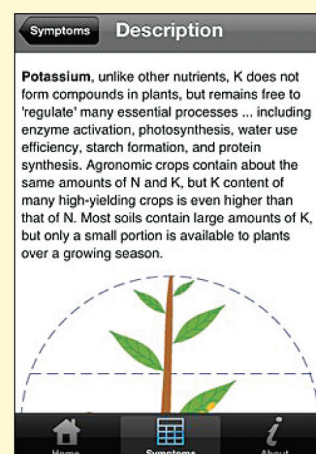 Symptoms
Description
Potassium, unlike other nutrients, K does not
form compounds in plants, but remains free to
'regulate' many essential processes ... including
enzyme activation, photosynthesis, water use
efficiency, starch formation, and protein
synthesis. Agronomic crops contain about the
same amounts of N and K, but K content of
many high-yielding crops is even higher than
that of N. Most soils contain large amounts of K,
but only a small portion is available to plants
over a growing season.
Home
Symptoms
About